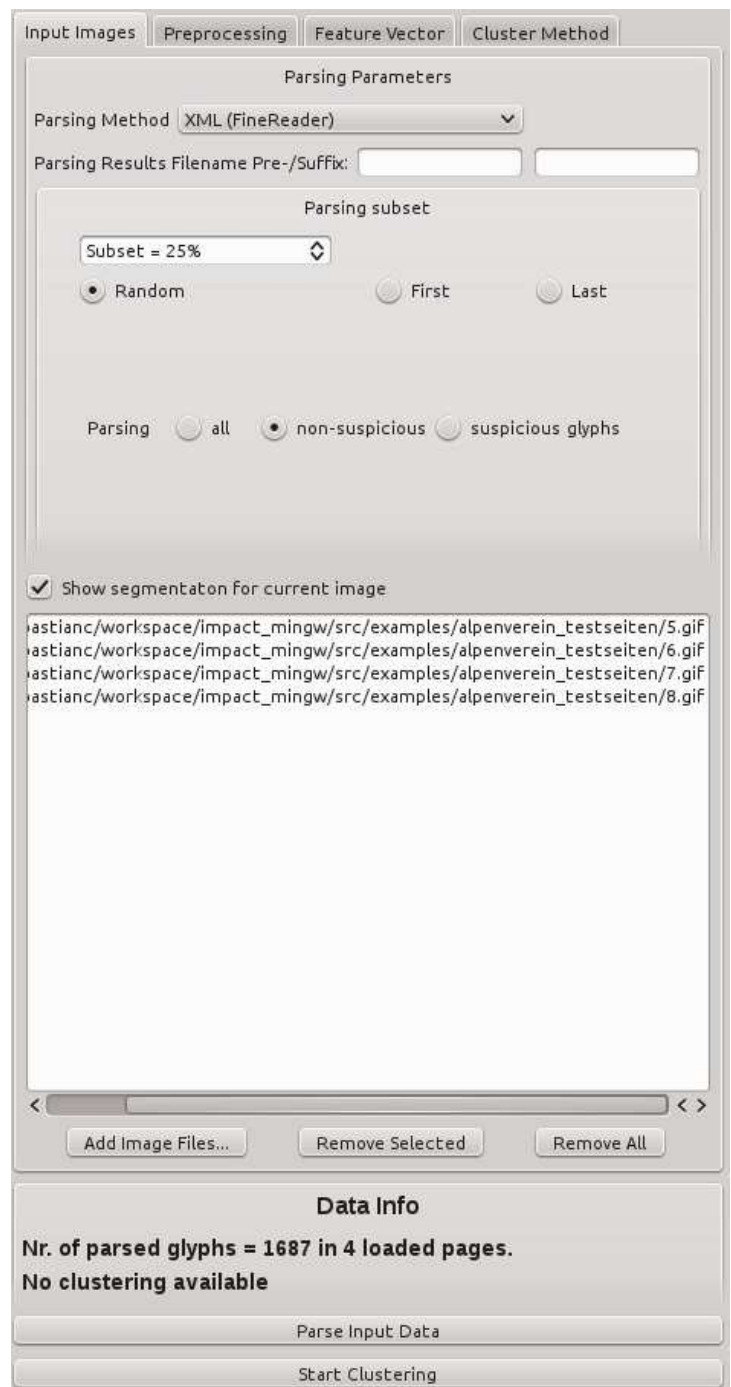 Input Images Preprocessing Feature Vector Cluster Method
Parsing Parameters
Parsing Method XML (FineReader)
Parsing Results Filename Pre-/Suffix:
Parsing subset
Subset = 25%
Random First Last
Parsing all non-suspicious suspicious glyphs
Show segmentaton for current image
astianc/workspace/impact_mingw/src/examples/alpenverein_testseiten/5.gif
astianc/workspace/impact_mingw/src/examples/alpenverein_testseiten/6.gif
astianc/workspace/impact_mingw/src/examples/alpenverein_testseiten/7.gif
astianc/workspace/impact_mingw/src/examples/alpenverein_testseiten/8.gif
Add Image Files... Remove Selected Remove All
Data Info
Nr. of parsed glyphs = 1687 in 4 loaded pages.
No clustering available
Parse Input Data
Start Clustering